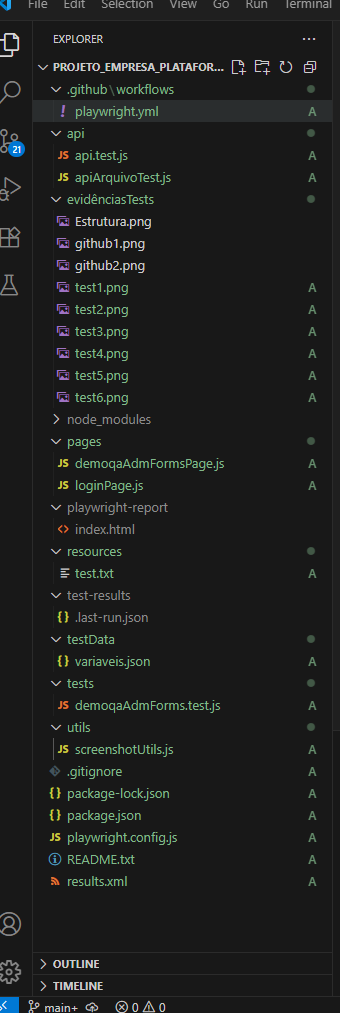 File Edit Selection View Go Run Terminal
EXPLORER ···
PROJETO_EMPRESA_PLATAFOR...
.github\workflows
! playwright.yml A
api
JS api.test.js A
JS apiArquivoTest.js A
evidênciasTests
Estrutura.png
github1.png
github2.png
test1.png A
test2.png A
test3.png A
test4.png A
test5.png A
test6.png A
node_modules
pages
JS demoqaAdmFormsPage.js A
JS loginPage.js A
playwright-report
<> index.html
resources
test.txt A
test-results
{} .last-run.json
testData
{} variaveis.json A
tests
JS demoqaAdmForms.test.js A
utils
JS screenshotUtils.js A
.gitignore A
{} package-lock.json A
{} package.json A
JS playwright.config.js A
README.txt A
results.xml A
21
OUTLINE
TIMELINE
main+ 0 0